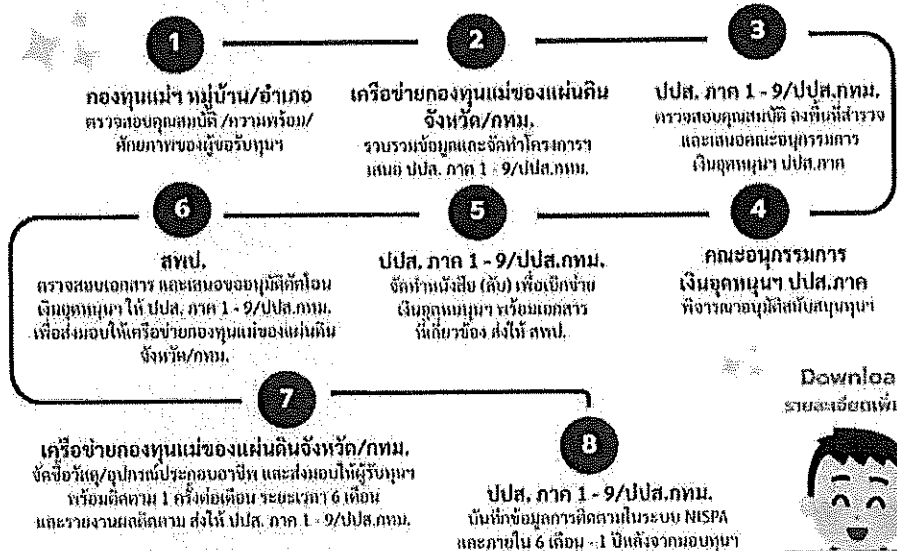 1
กองทุนแม่ฯ หมู่บ้าน/อำเภอ
ตรวจสอบคุณสมบัติ/ความพร้อม/
ศักยภาพของผู้ขอรับทุนฯ
2
เครือข่ายกองทุนแม่ของแผ่นดิน
จังหวัด/กทม.
รวบรวมข้อมูลและจัดทำโครงการฯ
เสนอ ปปส. ภาค 1 - 9/ปปส.กทม.
3
ปปส. ภาค 1 - 9/ปปส.กทม.
ตรวจสอบคุณสมบัติ ลงพื้นที่สำรวจ
และเสนอคณะอนุกรรมการ
เงินอุดหนุนฯ ปปส.ภาค
4
คณะอนุกรรมการ
เงินอุดหนุนฯ ปปส.ภาค
พิจารณาอนุมัติสนับสนุนทุนฯ
5
ปปส. ภาค 1 - 9/ปปส.กทม.
จัดทำหนังสือ (ลับ) เพื่อเบิกจ่าย
เงินอุดหนุนฯ พร้อมเอกสาร
ที่เกี่ยวข้อง ส่งให้ สพป.
6
สพป.
ตรวจสอบเอกสาร และเสนอขออนุมัติตัดโอน
เงินอุดหนุนฯ ให้ ปปส. ภาค 1 - 9/ปปส.กทม.
เพื่อส่งมอบให้เครือข่ายกองทุนแม่ของแผ่นดิน
จังหวัด/กทม.
7
เครือข่ายกองทุนแม่ของแผ่นดินจังหวัด/กทม.
จัดซื้อวัสดุ/อุปกรณ์ประกอบอาชีพ และส่งมอบให้ผู้รับทุนฯ
พร้อมติดตาม 1 ครั้งต่อเดือน ระยะเวลา 6 เดือน
และรายงานผลติดตาม ส่งให้ ปปส. ภาค 1 - 9/ปปส.กทม.
8
ปปส. ภาค 1 - 9/ปปส.กทม.
บันทึกข้อมูลการติดตามในระบบ NISPA
และภายใน 6 เดือน - 1 ปีหลังจากมอบทุนฯ
Downloa
รายละเอียดเพิ่